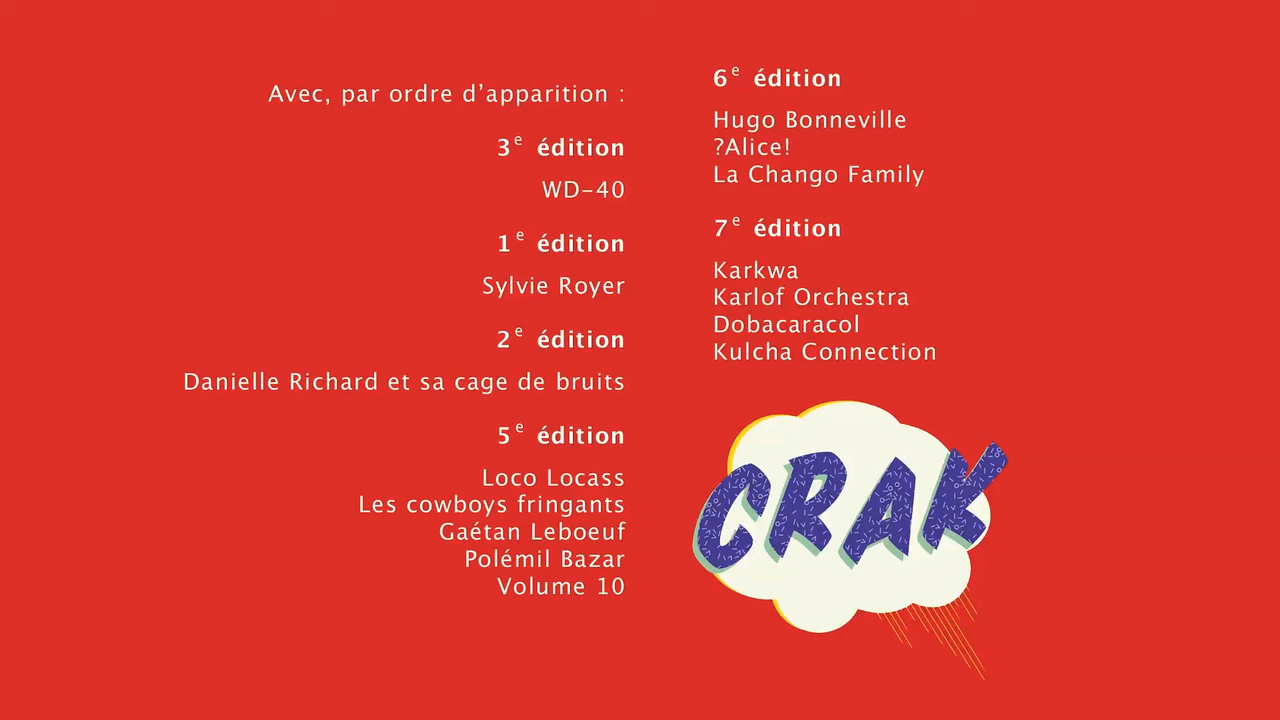 Avec, par ordre d'apparition :
3e édition
WD-40
1e édition
Sylvie Royer
2e édition
Danielle Richard et sa cage de bruits
5e édition
Loco Locass
Les cowboys fringants
Gaétan Leboeuf
Polémil Bazar
Volume 10
6e édition
Hugo Bonneville
?Alice!
La Chango Family
7e édition
Karkwa
Karlof Orchestra
Dobacaracol
Kulcha Connection
CRAK